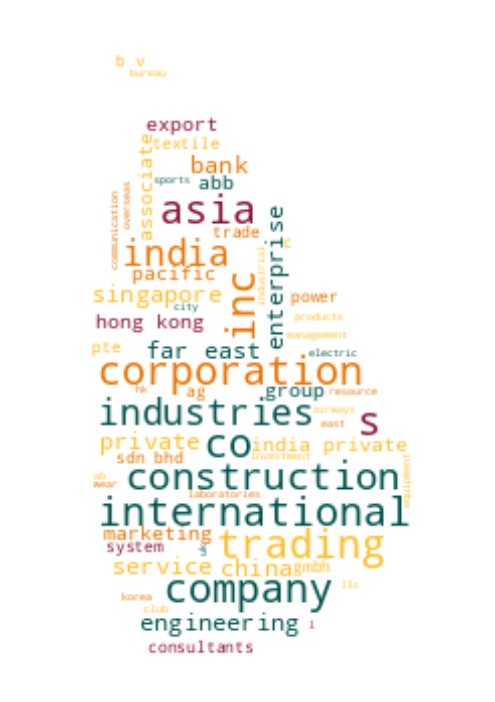 b v
bureau
export
textile
associate
bank
sports
abb
overseas
communication
asia
enterprise
trade
india
industrial
pacific
inc
singapore
power
city
products
hong kong
management
pte
far east
electric
corporation
hk
ag
group
resource
industries
airways
s
east
private
co
india private
sdn bhd
investment
equipment
ab
construction
wear
laboratories
international
marketing
trading
system
service
china
gmbh
company
llc
korea
club
engineering
l
consultants